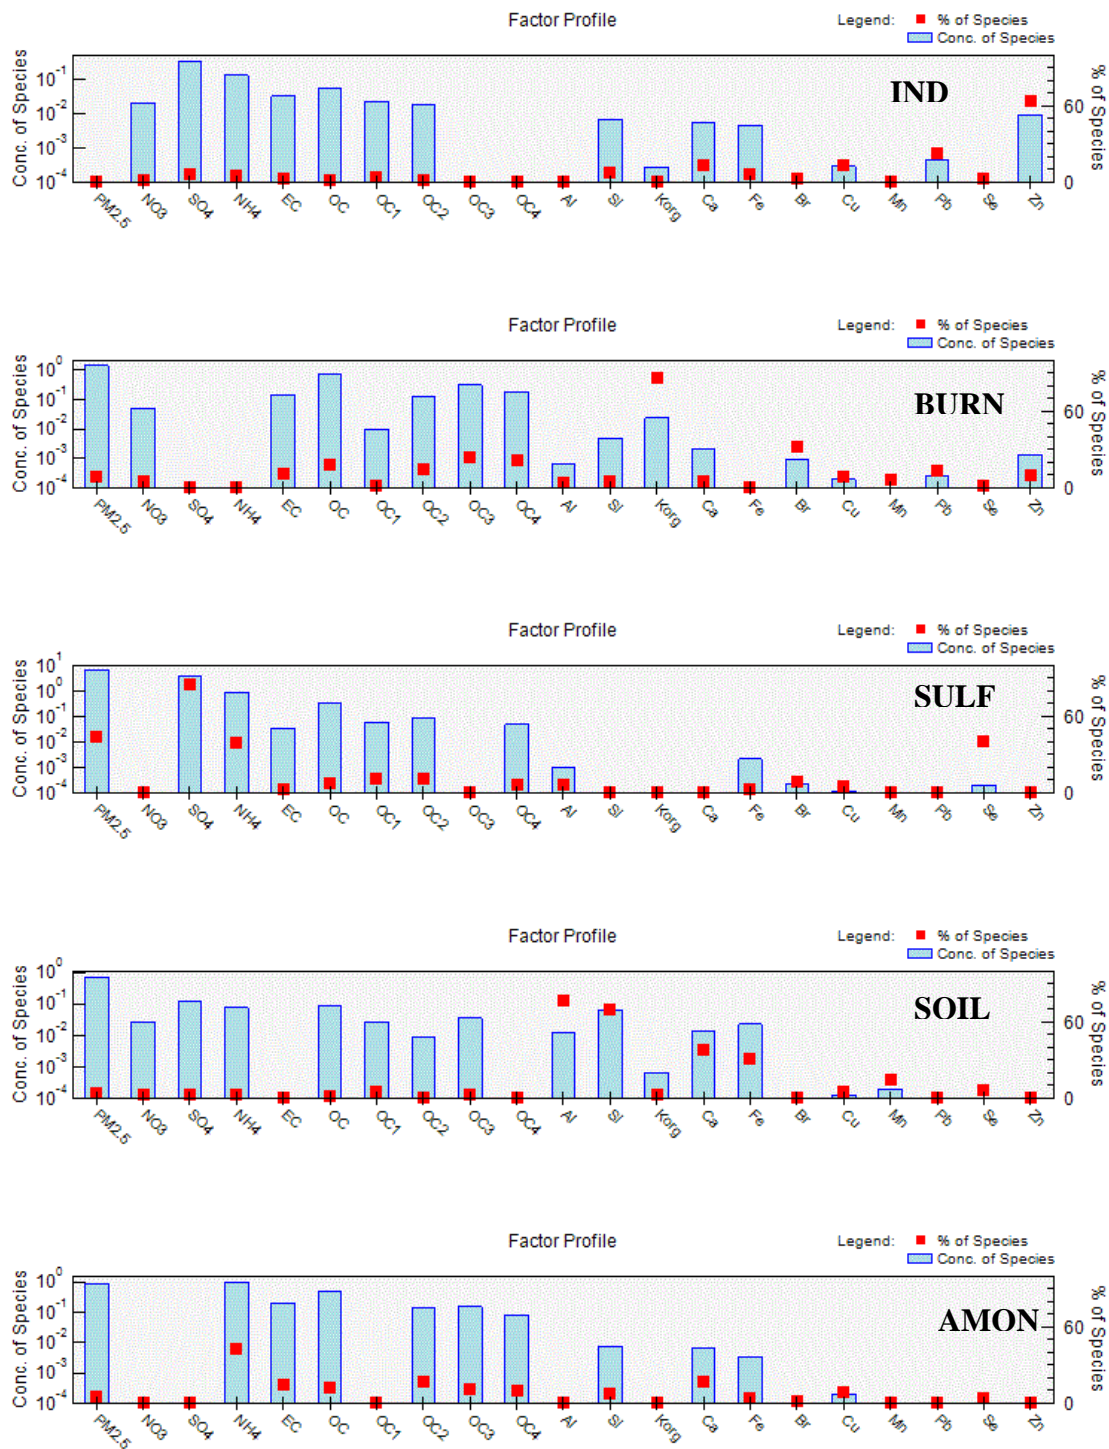 Factor Profile
Legend: % of Species
Conc. of Species
Conc. of Species
10^-1
10^-2
10^-3
10^-4
IND
60
0
% of Species
PM2.5 NO3 SO4 NH4 EC OC OC1 OC2 OC3 OC4 Al Si Korg Ca Fe Br Cu Mn Pb Se Zn
Factor Profile
Legend: % of Species
Conc. of Species
Conc. of Species
10^0
10^-1
10^-2
10^-3
10^-4
BURN
60
0
% of Species
PM2.5 NO3 SO4 NH4 EC OC OC1 OC2 OC3 OC4 Al Si Korg Ca Fe Br Cu Mn Pb Se Zn
Factor Profile
Legend: % of Species
Conc. of Species
Conc. of Species
10^1
10^0
10^-1
10^-2
10^-3
10^-4
SULF
60
0
% of Species
PM2.5 NO3 SO4 NH4 EC OC OC1 OC2 OC3 OC4 Al Si Korg Ca Fe Br Cu Mn Pb Se Zn
Factor Profile
Legend: % of Species
Conc. of Species
Conc. of Species
10^0
10^-1
10^-2
10^-3
10^-4
SOIL
60
0
% of Species
PM2.5 NO3 SO4 NH4 EC OC OC1 OC2 OC3 OC4 Al Si Korg Ca Fe Br Cu Mn Pb Se Zn
Factor Profile
Legend: % of Species
Conc. of Species
Conc. of Species
10^0
10^-1
10^-2
10^-3
10^-4
AMON
60
0
% of Species
PM2.5 NO3 SO4 NH4 EC OC OC1 OC2 OC3 OC4 Al Si Korg Ca Fe Br Cu Mn Pb Se Zn